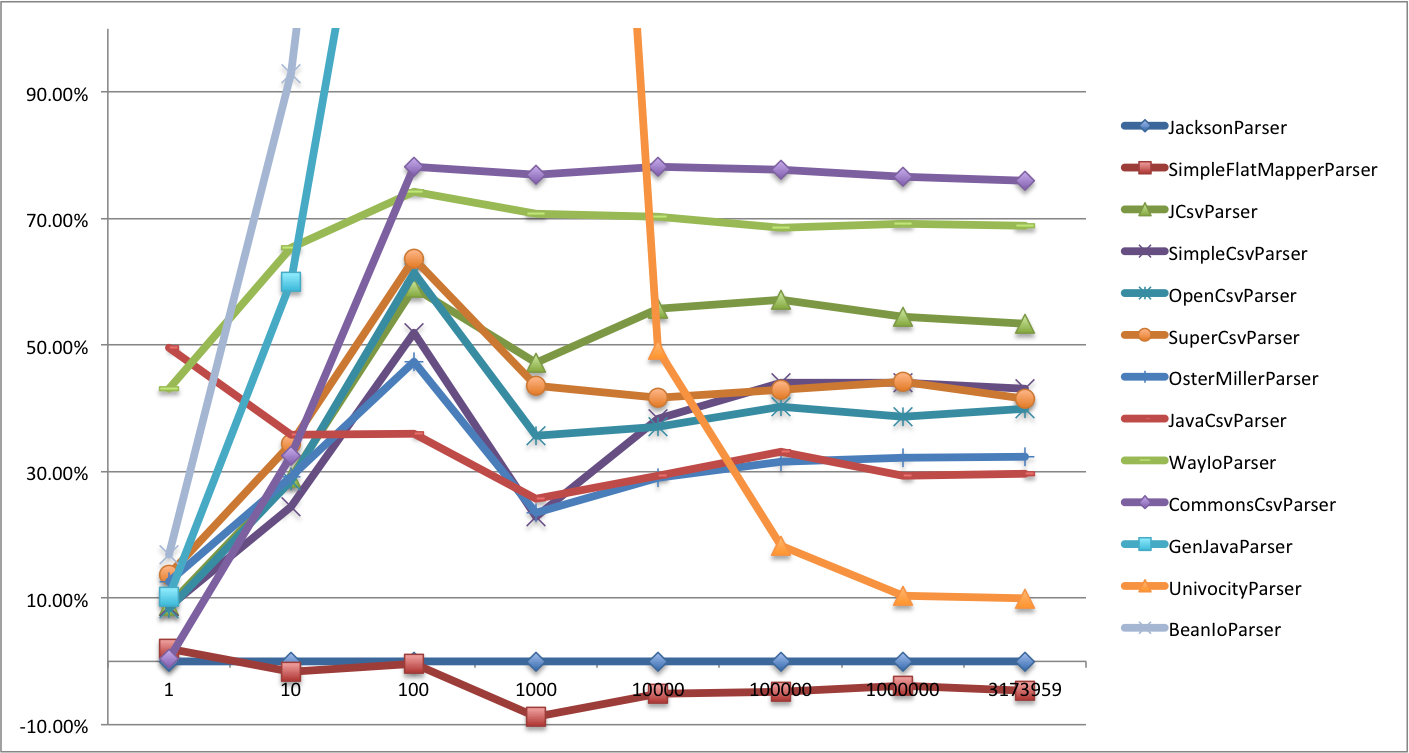 90.00%
70.00%
50.00%
30.00%
10.00%
-10.00%
1 10 100 1000 10000 100000 1000000 3173959
JacksonParser
SimpleFlatMapperParser
JCsvParser
SimpleCsvParser
OpenCsvParser
SuperCsvParser
OsterMillerParser
JavaCsvParser
WayIoParser
CommonsCsvParser
GenJavaParser
UnivocityParser
BeanIoParser